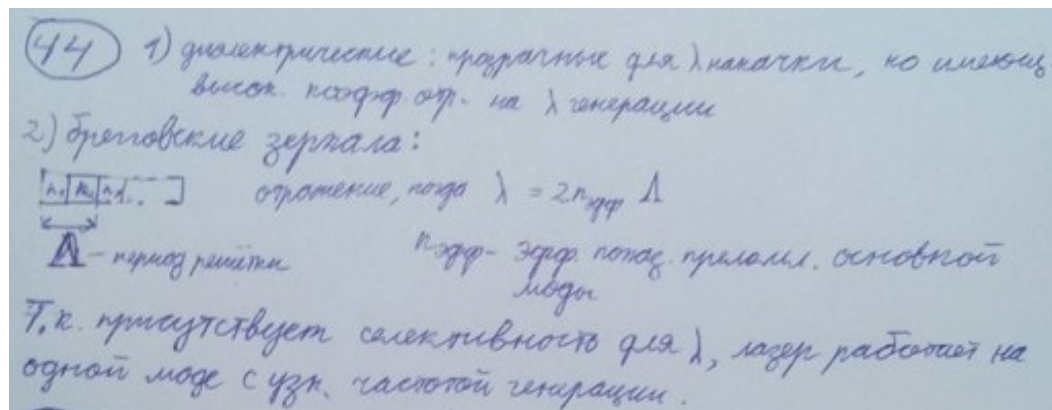 44 1) диэлектрические: прозрачные для λ накачки, но имеющ.
высок. коэфф. отр. на λ генерации
2) брэгговские зеркала:
n₁ n₂ n₁ . . отражение, когда λ = 2nэфф Λ
Λ - период решётки nэфф - эфф. показ. преломл. основной
моды
Т.к. присутствует селективность для λ, лазер работает на
одной моде с узк. частотой генерации.